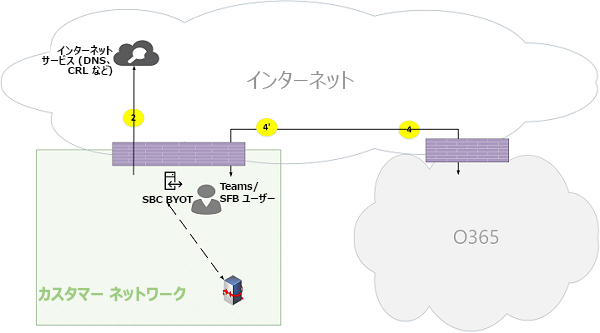 インターネット
サービス (DNS、
CRL など)
インターネット
2
4'
4
SBC BYOT
Teams/
SFB ユーザー
O365
カスタマー ネットワーク